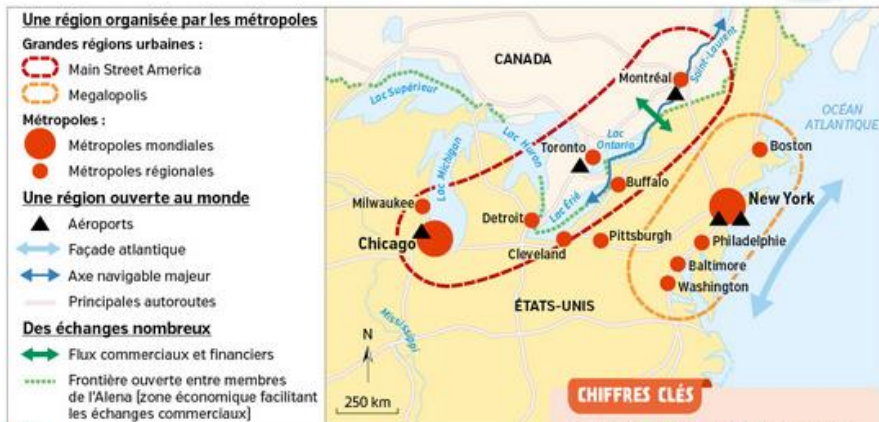 Une région organisée par les métropoles
Grandes régions urbaines :
Main Street America
Megalopolis
Métropoles :
Métropoles mondiales
Métropoles régionales
Une région ouverte au monde
Aéroports
Façade atlantique
Axe navigable majeur
Principales autoroutes
Des échanges nombreux
Flux commerciaux et financiers
Frontière ouverte entre membres
de l'Alena (zone économique facilitant
les échanges commerciaux)
CANADA
Saint-Laurent
Montréal
Lac Supérieur
OCÉAN
ATLANTIQUE
Lac Huron
Toronto
Lac
Ontario
Boston
Lac Michigan
Buffalo
Milwaukee
Lac Érié
New York
Detroit
Chicago
Cleveland
Pittsburgh
Philadelphie
Baltimore
Washington
ÉTATS-UNIS
Mississippi
N
250 km
CHIFFRES CLÉS